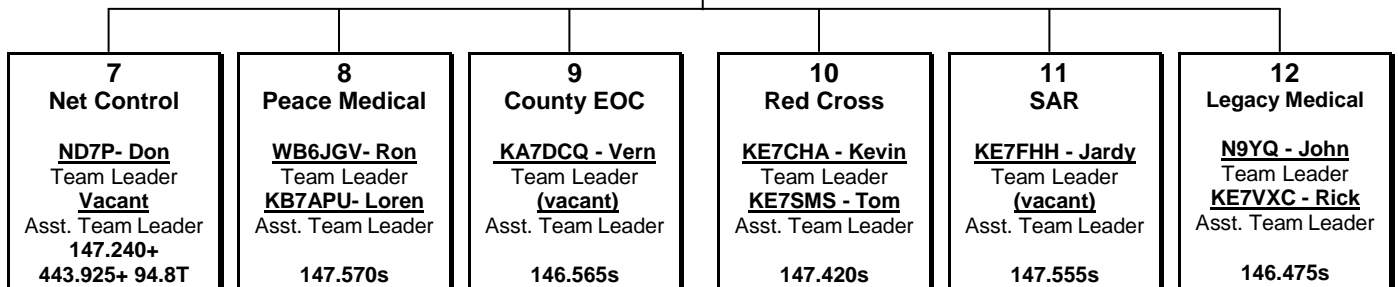 7
Net Control
ND7P- Don
Team Leader
Vacant
Asst. Team Leader
147.240+
443.925+ 94.8T
8
Peace Medical
WB6JGV- Ron
Team Leader
KB7APU- Loren
Asst. Team Leader
147.570s
9
County EOC
KA7DCQ - Vern
Team Leader
(vacant)
Asst. Team Leader
146.565s
10
Red Cross
KE7CHA - Kevin
Team Leader
KE7SMS - Tom
Asst. Team Leader
147.420s
11
SAR
KE7FHH - Jardy
Team Leader
(vacant)
Asst. Team Leader
147.555s
12
Legacy Medical
N9YQ - John
Team Leader
KE7VXC - Rick
Asst. Team Leader
146.475s